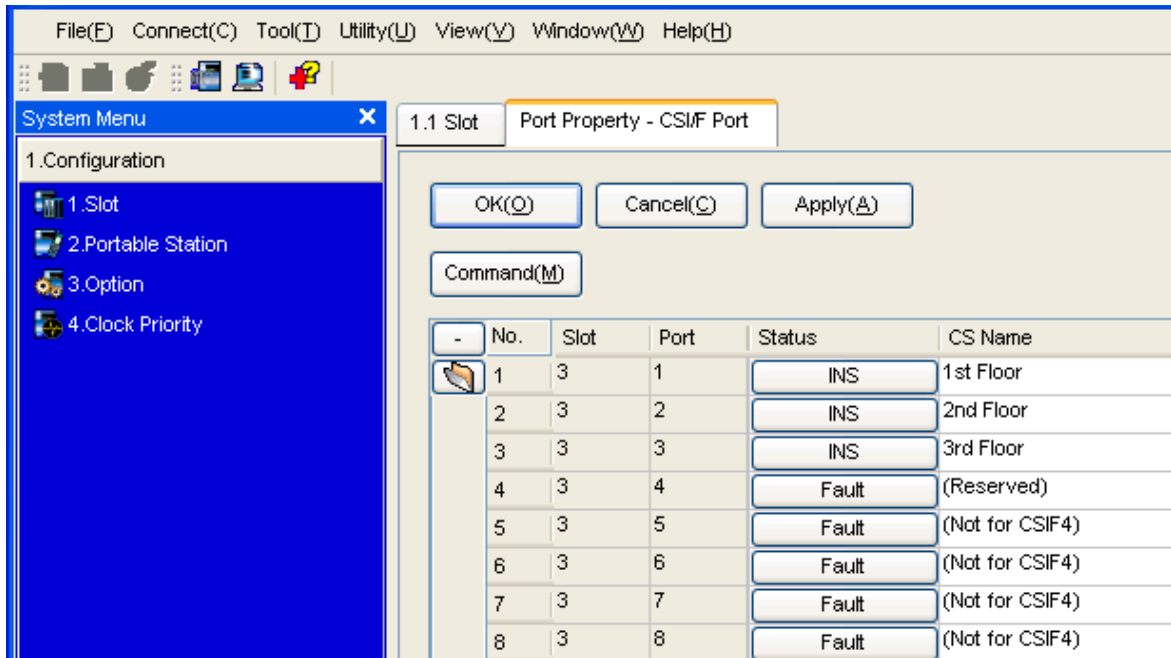 File(F) Connect(C) Tool(T) Utility(U) View(V) Window(W) Help(H)
System Menu
1.1 Slot Port Property - CSI/F Port
1.Configuration
1.Slot
2.Portable Station
3.Option
4.Clock Priority
OK(O) Cancel(C) Apply(A)
Command(M)
- No. Slot Port Status CS Name
1 3 1 INS 1st Floor
2 3 2 INS 2nd Floor
3 3 3 INS 3rd Floor
4 3 4 Fault (Reserved)
5 3 5 Fault (Not for CSIF4)
6 3 6 Fault (Not for CSIF4)
7 3 7 Fault (Not for CSIF4)
8 3 8 Fault (Not for CSIF4)